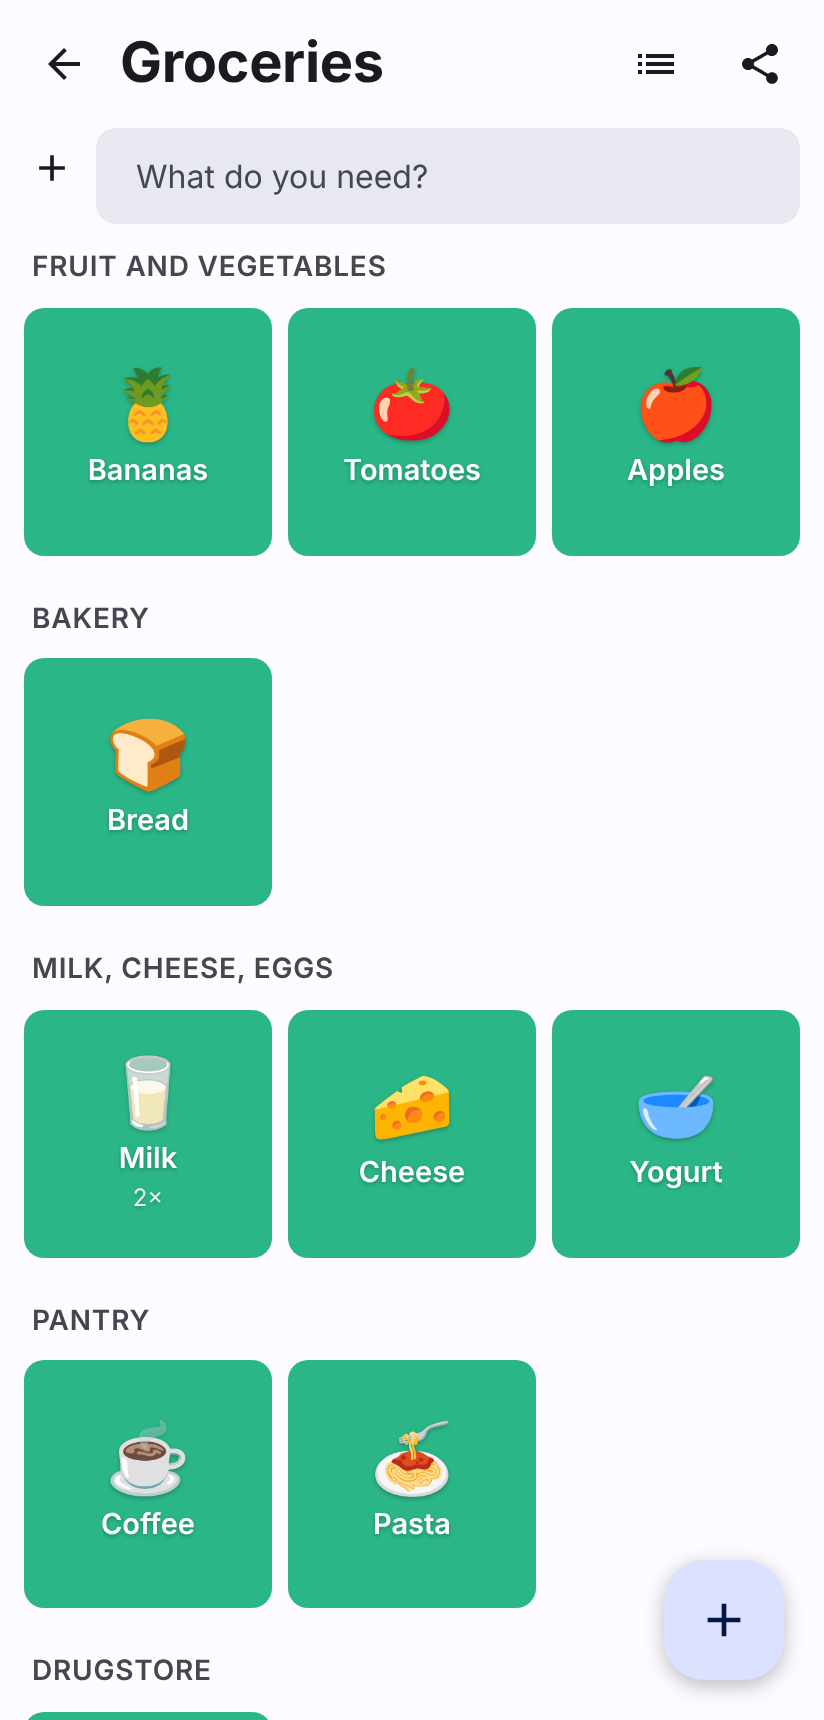 Groceries
What do you need?
FRUIT AND VEGETABLES
Bananas
Tomatoes
Apples
BAKERY
Bread
MILK, CHEESE, EGGS
Milk
2×
Cheese
Yogurt
PANTRY
Coffee
Pasta
DRUGSTORE